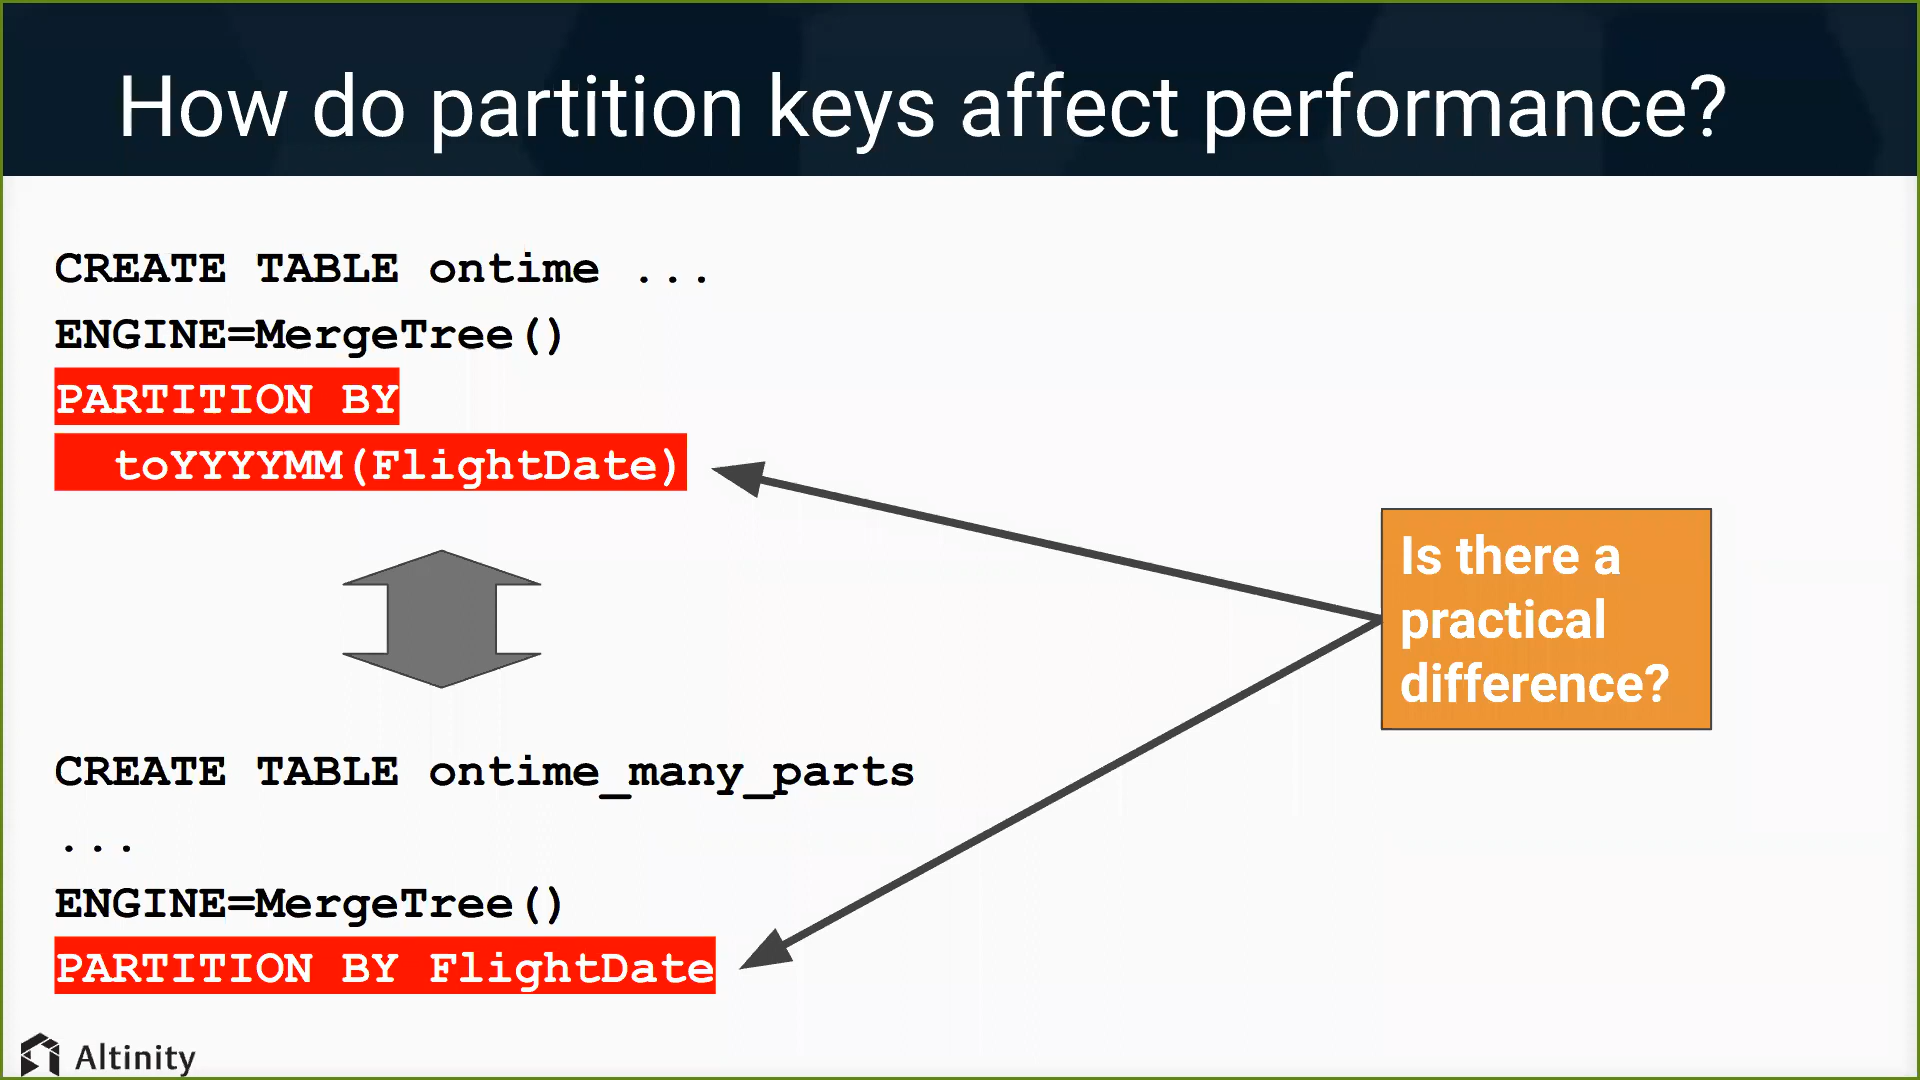 How do partition keys affect performance?
CREATE TABLE ontime ...
ENGINE=MergeTree()
PARTITION BY
toYYYYMM(FlightDate)
Is there a
practical
difference?
CREATE TABLE ontime_many_parts
...
ENGINE=MergeTree()
PARTITION BY FlightDate
Altinity